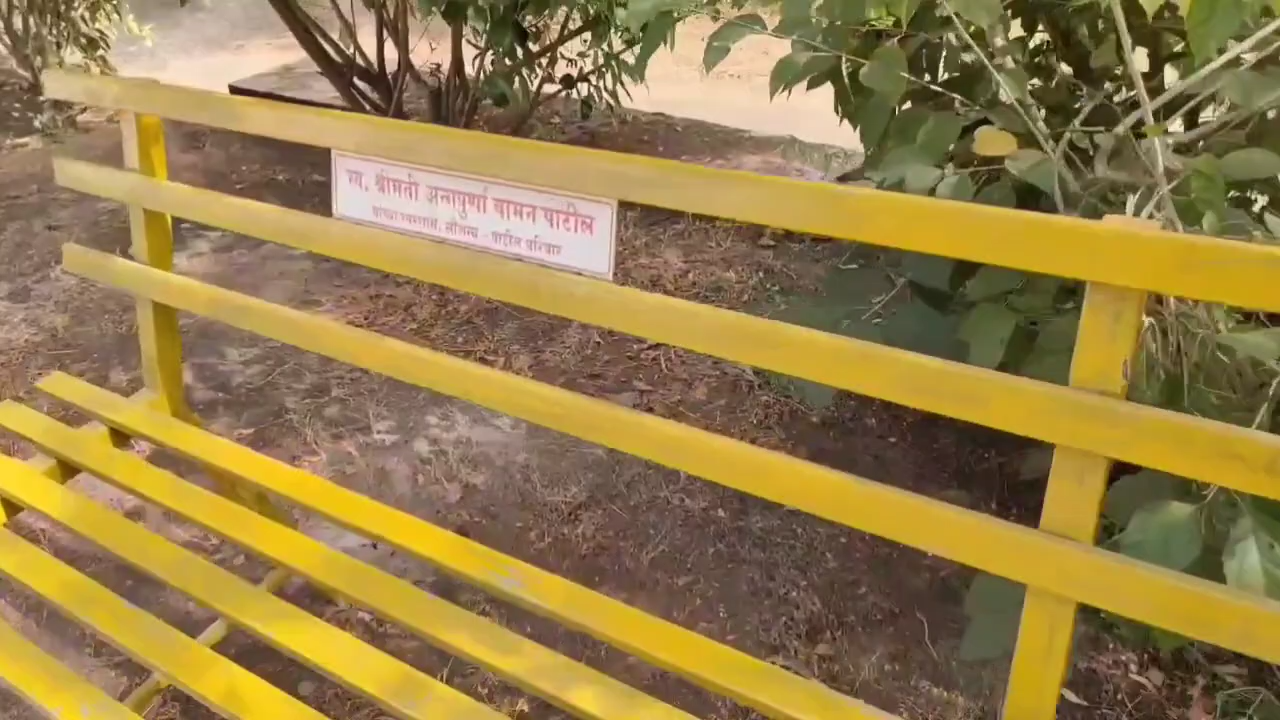 स्व. श्रीमती अन्नपुर्णा वामन पाटील
यांच्या स्मरणार्थ, सौजन्य - पाटील परिवार